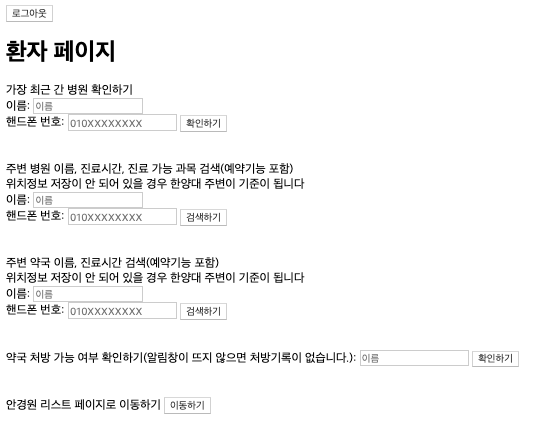 로그아웃
환자 페이지
가장 최근 간 병원 확인하기
이름: 이름
핸드폰 번호: 010XXXXXXXX 확인하기
주변 병원 이름, 진료시간, 진료 가능 과목 검색(예약기능 포함)
위치정보 저장이 안 되어 있을 경우 한양대 주변이 기준이 됩니다
이름: 이름
핸드폰 번호: 010XXXXXXXX 검색하기
주변 약국 이름, 진료시간 검색(예약기능 포함)
위치정보 저장이 안 되어 있을 경우 한양대 주변이 기준이 됩니다
이름: 이름
핸드폰 번호: 010XXXXXXXX 검색하기
약국 처방 가능 여부 확인하기(알림창이 뜨지 않으면 처방기록이 없습니다.): 이름 확인하기
안경원 리스트 페이지로 이동하기 이동하기